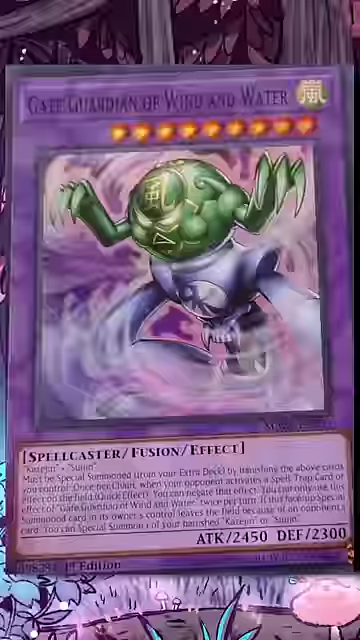 Gate Guardian of Wind and Water
風
風
[Spellcaster/Fusion/Effect]
"Kazejin" + "Suijin"
Must be Special Summoned (from your Extra Deck) by banishing the above cards
you control. Once per Chain, when your opponent activates a Spell/Trap Card or
effect on the field (Quick Effect): You can negate that effect. You can only use this
effect of "Gate Guardian of Wind and Water" twice per turn. If this face-up Special
Summoned card in its owner's control leaves the field because of an opponent's
card: You can Special Summon 1 of your banished "Kazejin" or "Suijin".
ATK/2450 DEF/2300
1st Edition